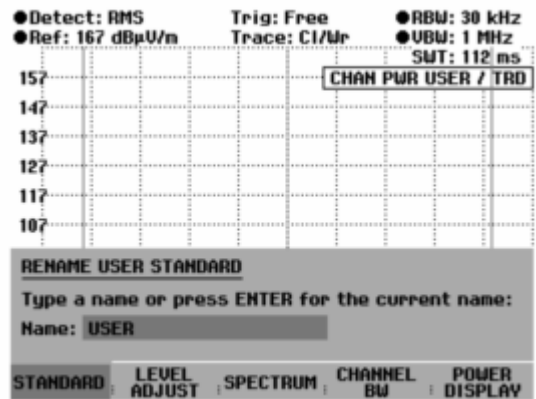 ●Detect: RMS Trig: Free ●RBW: 30 kHz
●Ref: 167 dBµV/m Trace: Cl/Wr ●VBW: 1 MHz
SWT: 112 ms
CHAN PWR USER / TRD
157
147
137
127
117
107
RENAME USER STANDARD
Type a name or press ENTER for the current name:
Name: USER
STANDARD LEVEL ADJUST SPECTRUM CHANNEL BW POWER DISPLAY